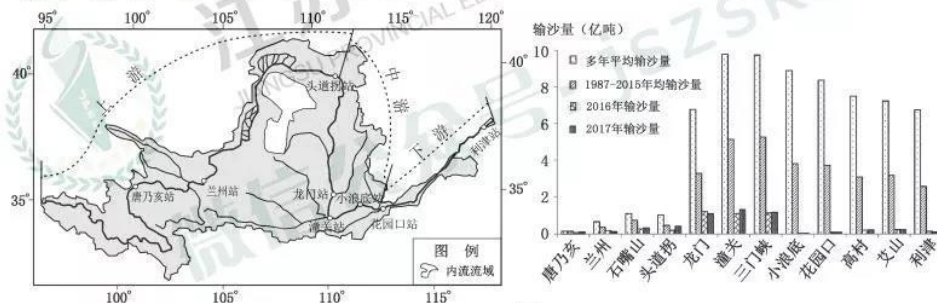 95° 100° 105° 110° 115° 120°
输沙量（亿吨）
40°
35°
40°
35°
上 游
中 游
下 游
头道拐站
利津站
唐乃亥站
兰州站
龙门站
小浪底站
潼关站
花园口站
图 例
内流流域
100° 105° 110° 115°
10
8
6
4
2
0
多年平均输沙量
1987-2015年均输沙量
2016年输沙量
2017年输沙量
唐乃亥 兰州 石嘴山 头道拐 龙门 潼关 三门峡 小浪底 花园口 高村 艾山 利津